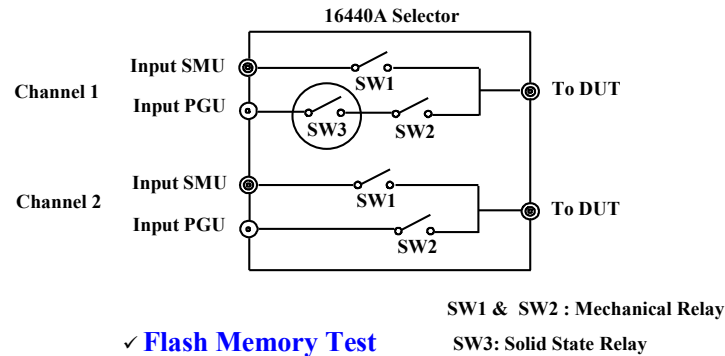 16440A Selector
Input SMU
SW1
Channel 1
To DUT
Input PGU
SW3
SW2
Input SMU
SW1
Channel 2
To DUT
Input PGU
SW2
SW1 & SW2 : Mechanical Relay
✓ Flash Memory Test
SW3: Solid State Relay